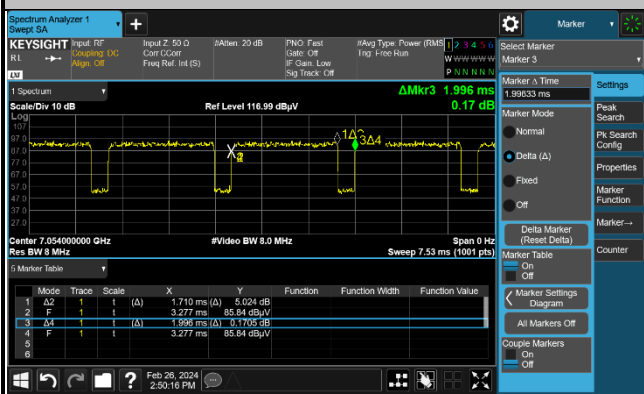 Spectrum Analyzer 1
Swept SA
Marker
KEYSIGHT
RL
LXI
Input: RF
Coupling: DC
Align: Off
Input Z: 50 Ω
Corr CCorr
Freq Ref: Int (S)
#Atten: 20 dB
PNO: Fast
Gate: Off
IF Gain: Low
Sig Track: Off
#Avg Type: Power (RMS
Trig: Free Run
1 2 3 4 5 6
W W W W W W
P N N N N N
Select Marker
Marker 3
1 Spectrum
Scale/Div 10 dB
Ref Level 116.99 dBµV
ΔMkr3 1.996 ms
0.17 dB
Log
107
97.0
87.0
77.0
67.0
57.0
47.0
37.0
27.0
1Δ2
3Δ4
Center 7.054000000 GHz
Res BW 8 MHz
#Video BW 8.0 MHz
Span 0 Hz
Sweep 7.53 ms (1001 pts)
5 Marker Table
Mode Trace Scale X Y Function Function Width Function Value
1 Δ2 1 t (Δ) 1.710 ms (Δ) 5.024 dB
2 F 1 t 3.277 ms 85.84 dBµV
3 Δ4 1 t (Δ) 1.996 ms (Δ) 0.1705 dB
4 F 1 t 3.277 ms 85.84 dBµV
5
6
Marker Δ Time
1.99633 ms
Marker Mode
Normal
Delta (Δ)
Fixed
Off
Delta Marker
(Reset Delta)
Marker Table
On
Off
Marker Settings
Diagram
All Markers Off
Couple Markers
On
Off
Settings
Peak
Search
Pk Search
Config
Properties
Marker
Function
Marker→
Counter
?
Feb 26, 2024
2:50:16 PM